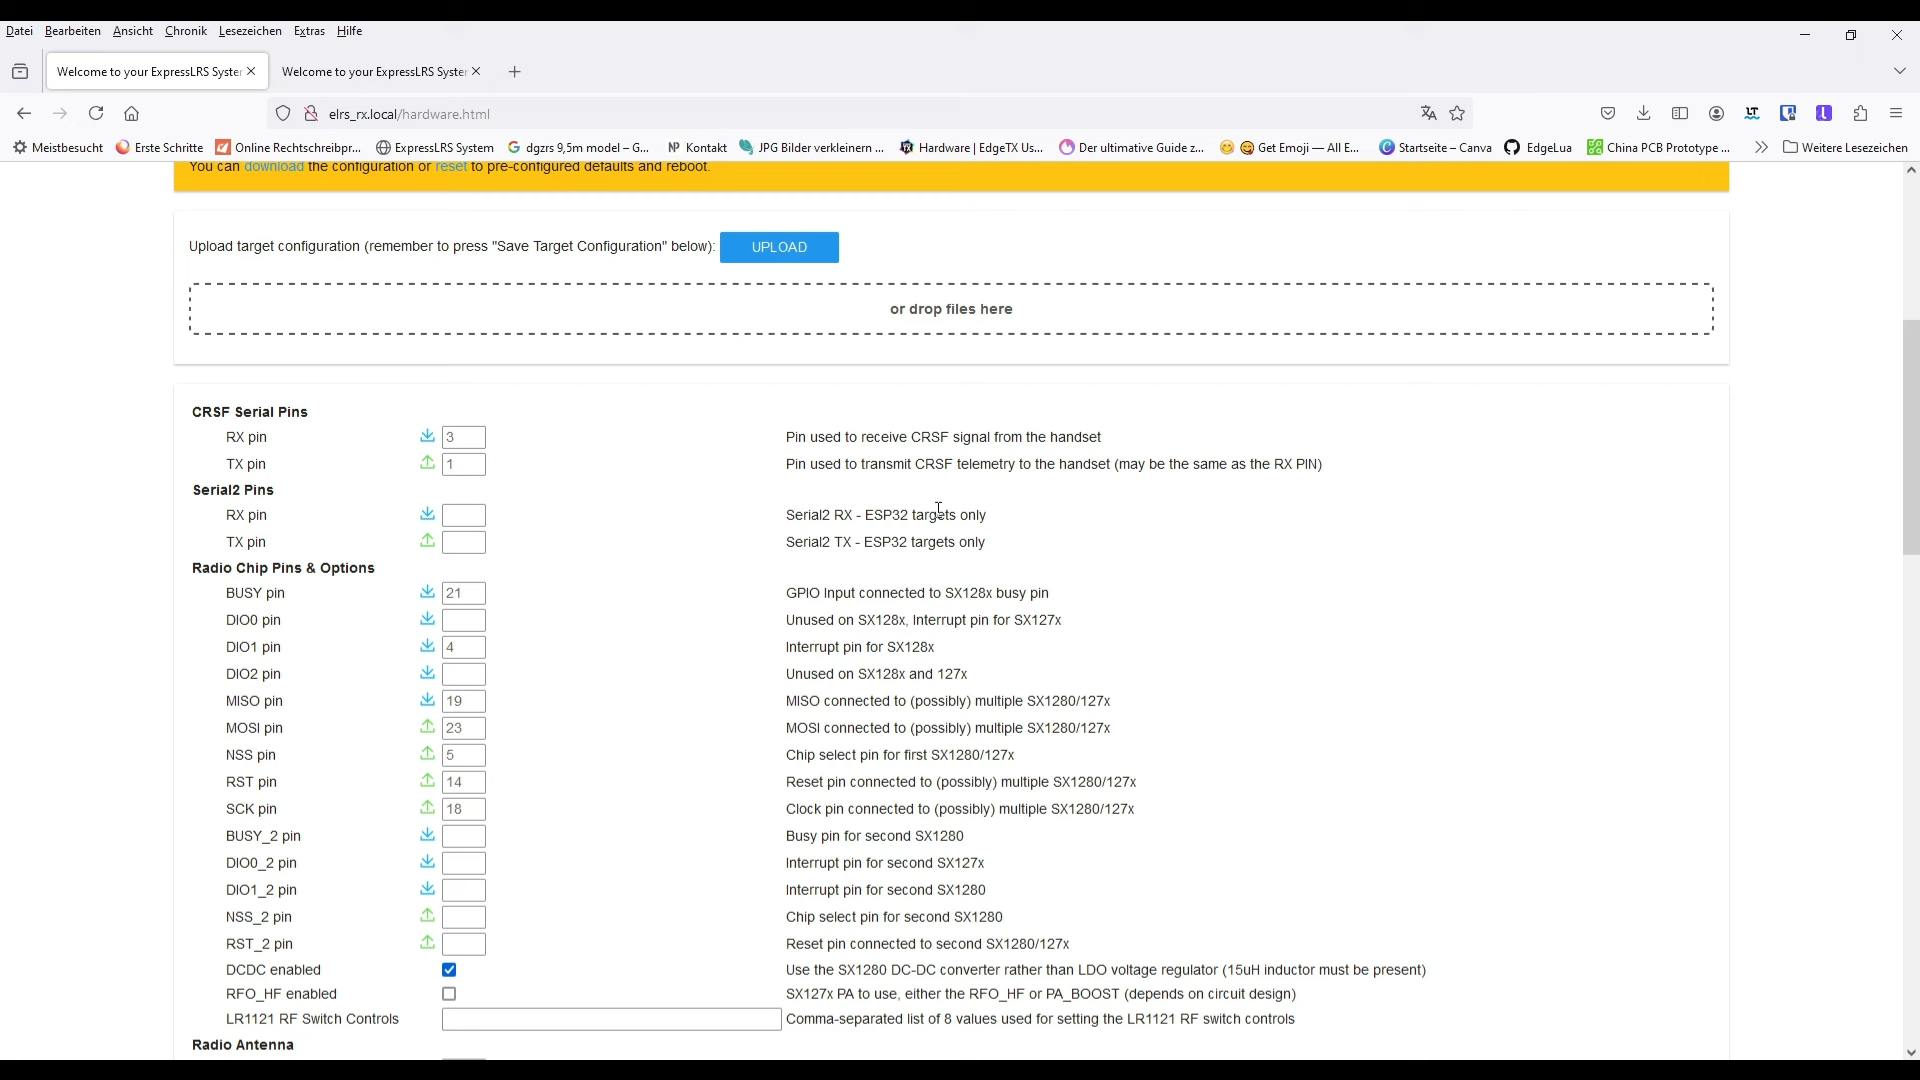 Datei Bearbeiten Ansicht Chronik Lesezeichen Extras Hilfe
Welcome to your ExpressLRS Syster Welcome to your ExpressLRS Syste
elrs_rx.local/hardware.html
Meistbesucht Erste Schritte Online Rechtschreibpr... ExpressLRS System dgzrs 9,5m model – G... NP Kontakt JPG Bilder verkleinern ... Hardware | EdgeTX Us... Der ultimative Guide z... Get Emoji — All E... Startseite – Canva EdgeLua China PCB Prototype ... Weitere Lesezeichen
You can download the configuration or reset to pre-configured defaults and reboot.
Upload target configuration (remember to press "Save Target Configuration" below): UPLOAD
or drop files here
CRSF Serial Pins
RX pin 3 Pin used to receive CRSF signal from the handset
TX pin 1 Pin used to transmit CRSF telemetry to the handset (may be the same as the RX PIN)
Serial2 Pins
RX pin Serial2 RX - ESP32 targets only
TX pin Serial2 TX - ESP32 targets only
Radio Chip Pins & Options
BUSY pin 21 GPIO Input connected to SX128x busy pin
DIO0 pin Unused on SX128x, Interrupt pin for SX127x
DIO1 pin 4 Interrupt pin for SX128x
DIO2 pin Unused on SX128x and 127x
MISO pin 19 MISO connected to (possibly) multiple SX1280/127x
MOSI pin 23 MOSI connected to (possibly) multiple SX1280/127x
NSS pin 5 Chip select pin for first SX1280/127x
RST pin 14 Reset pin connected to (possibly) multiple SX1280/127x
SCK pin 18 Clock pin connected to (possibly) multiple SX1280/127x
BUSY_2 pin Busy pin for second SX1280
DIO0_2 pin Interrupt pin for second SX127x
DIO1_2 pin Interrupt pin for second SX1280
NSS_2 pin Chip select pin for second SX1280
RST_2 pin Reset pin connected to second SX1280/127x
DCDC enabled Use the SX1280 DC-DC converter rather than LDO voltage regulator (15uH inductor must be present)
RFO_HF enabled SX127x PA to use, either the RFO_HF or PA_BOOST (depends on circuit design)
LR1121 RF Switch Controls Comma-separated list of 8 values used for setting the LR1121 RF switch controls
Radio Antenna